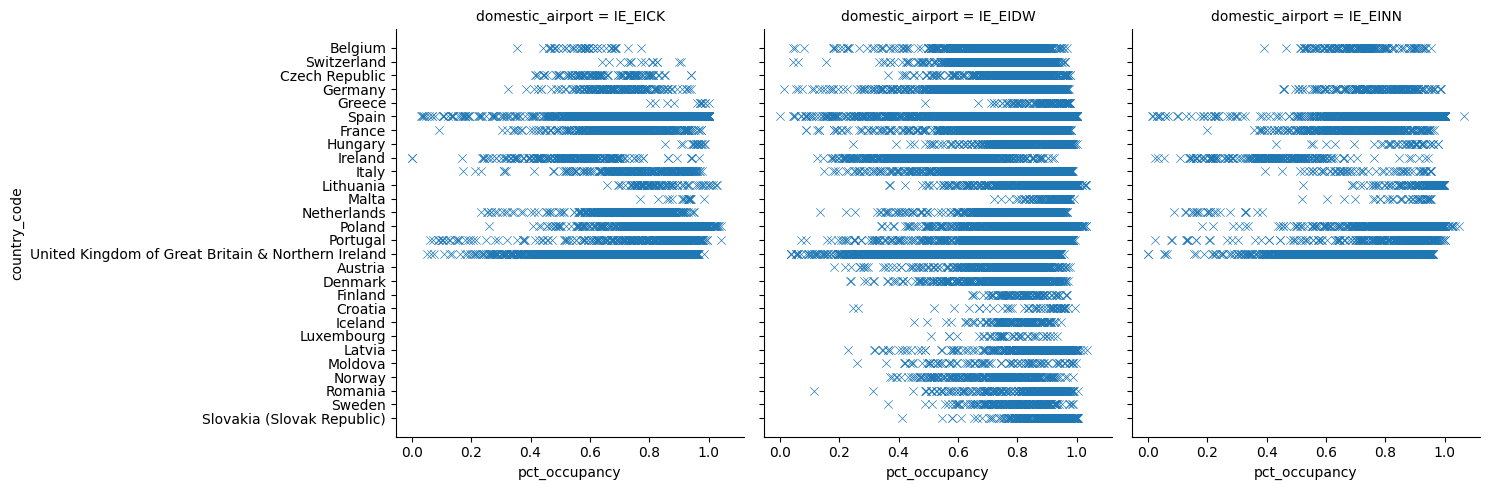 domestic_airport = IE_EICK
domestic_airport = IE_EIDW
domestic_airport = IE_EINN
country_code
Belgium
Switzerland
Czech Republic
Germany
Greece
Spain
France
Hungary
Ireland
Italy
Lithuania
Malta
Netherlands
Poland
Portugal
United Kingdom of Great Britain & Northern Ireland
Austria
Denmark
Finland
Croatia
Iceland
Luxembourg
Latvia
Moldova
Norway
Romania
Sweden
Slovakia (Slovak Republic)
0.0 0.2 0.4 0.6 0.8 1.0
pct_occupancy
0.0 0.2 0.4 0.6 0.8 1.0
pct_occupancy
0.0 0.2 0.4 0.6 0.8 1.0
pct_occupancy